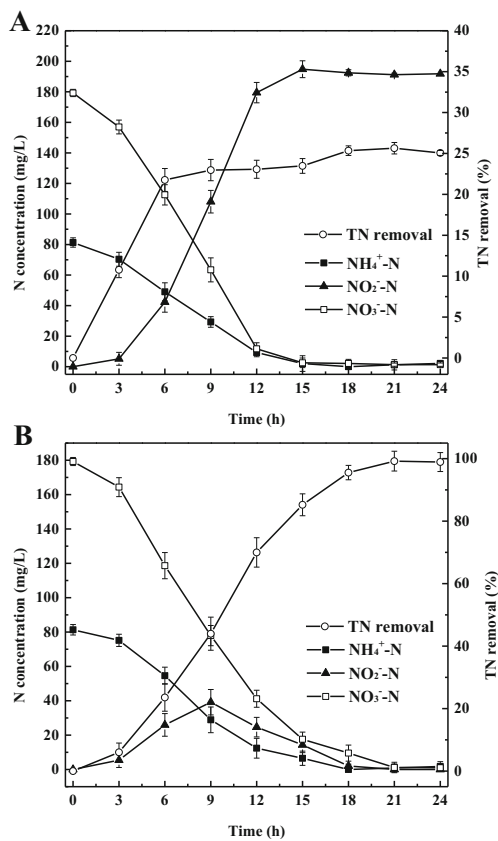 A
220
200
180
160
140
120
100
80
60
40
20
0
N concentration (mg/L)
40
35
30
25
20
15
10
5
0
TN removal (%)
TN removal
NH₄⁺-N
NO₂⁻-N
NO₃⁻-N
0 3 6 9 12 15 18 21 24
Time (h)
B
180
160
140
120
100
80
60
40
20
0
N concentration (mg/L)
100
80
60
40
20
0
TN removal (%)
TN removal
NH₄⁺-N
NO₂⁻-N
NO₃⁻-N
0 3 6 9 12 15 18 21 24
Time (h)